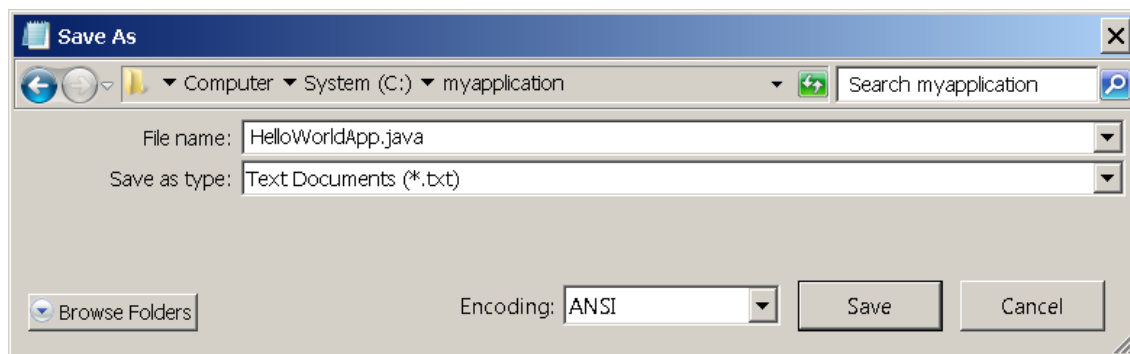 Save As
Computer System (C:) myapplication Search myapplication
File name: HelloWorldApp.java
Save as type: Text Documents (*.txt)
Browse Folders Encoding: ANSI Save Cancel